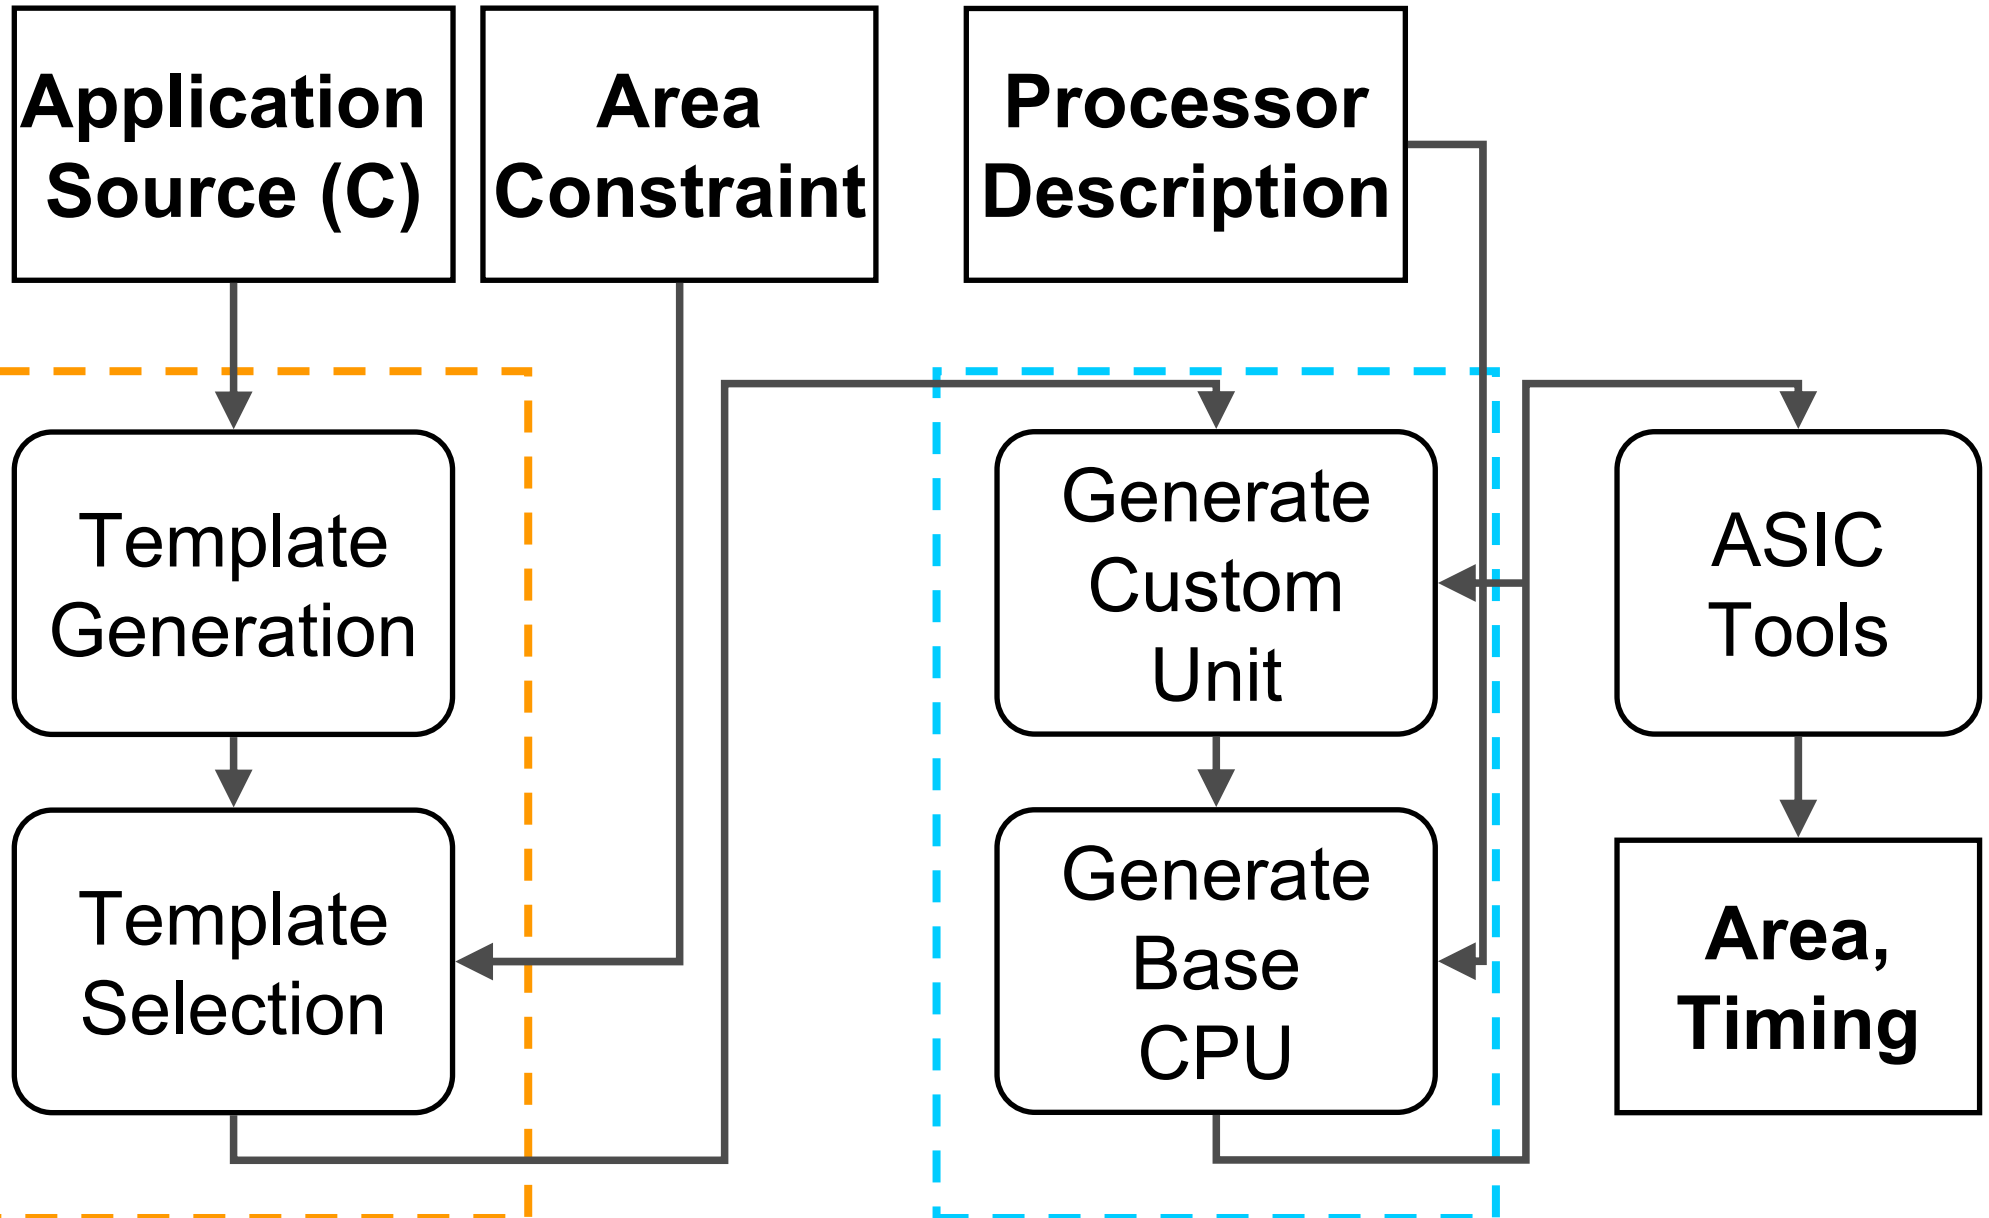 Application
Source (C)
Area
Constraint
Processor
Description
Template
Generation
Template
Selection
Generate
Custom
Unit
Generate
Base
CPU
ASIC
Tools
Area,
Timing